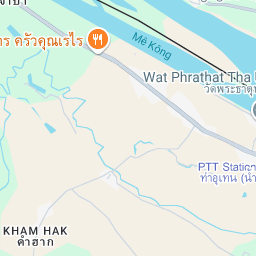 าร ครัวคุณเรไร
Mê Kông
Wat Phrathat Tha
วัดพระธาตุ
PTT Station
ท่าอุเทน (น้ำ
KHAM HAK
คำฮาก